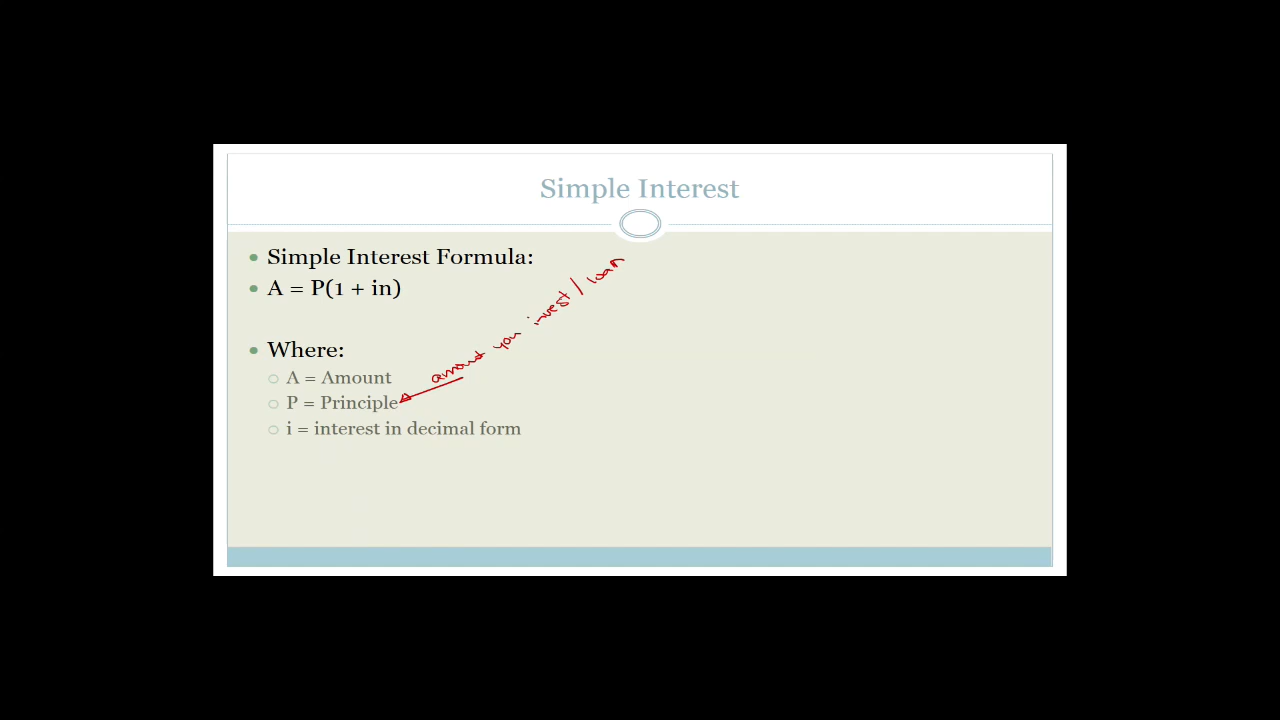 Simple Interest
Simple Interest Formula:
A = P(1 + in)
Where:
A = Amount
P = Principle
amount you invest/loan
i = interest in decimal form